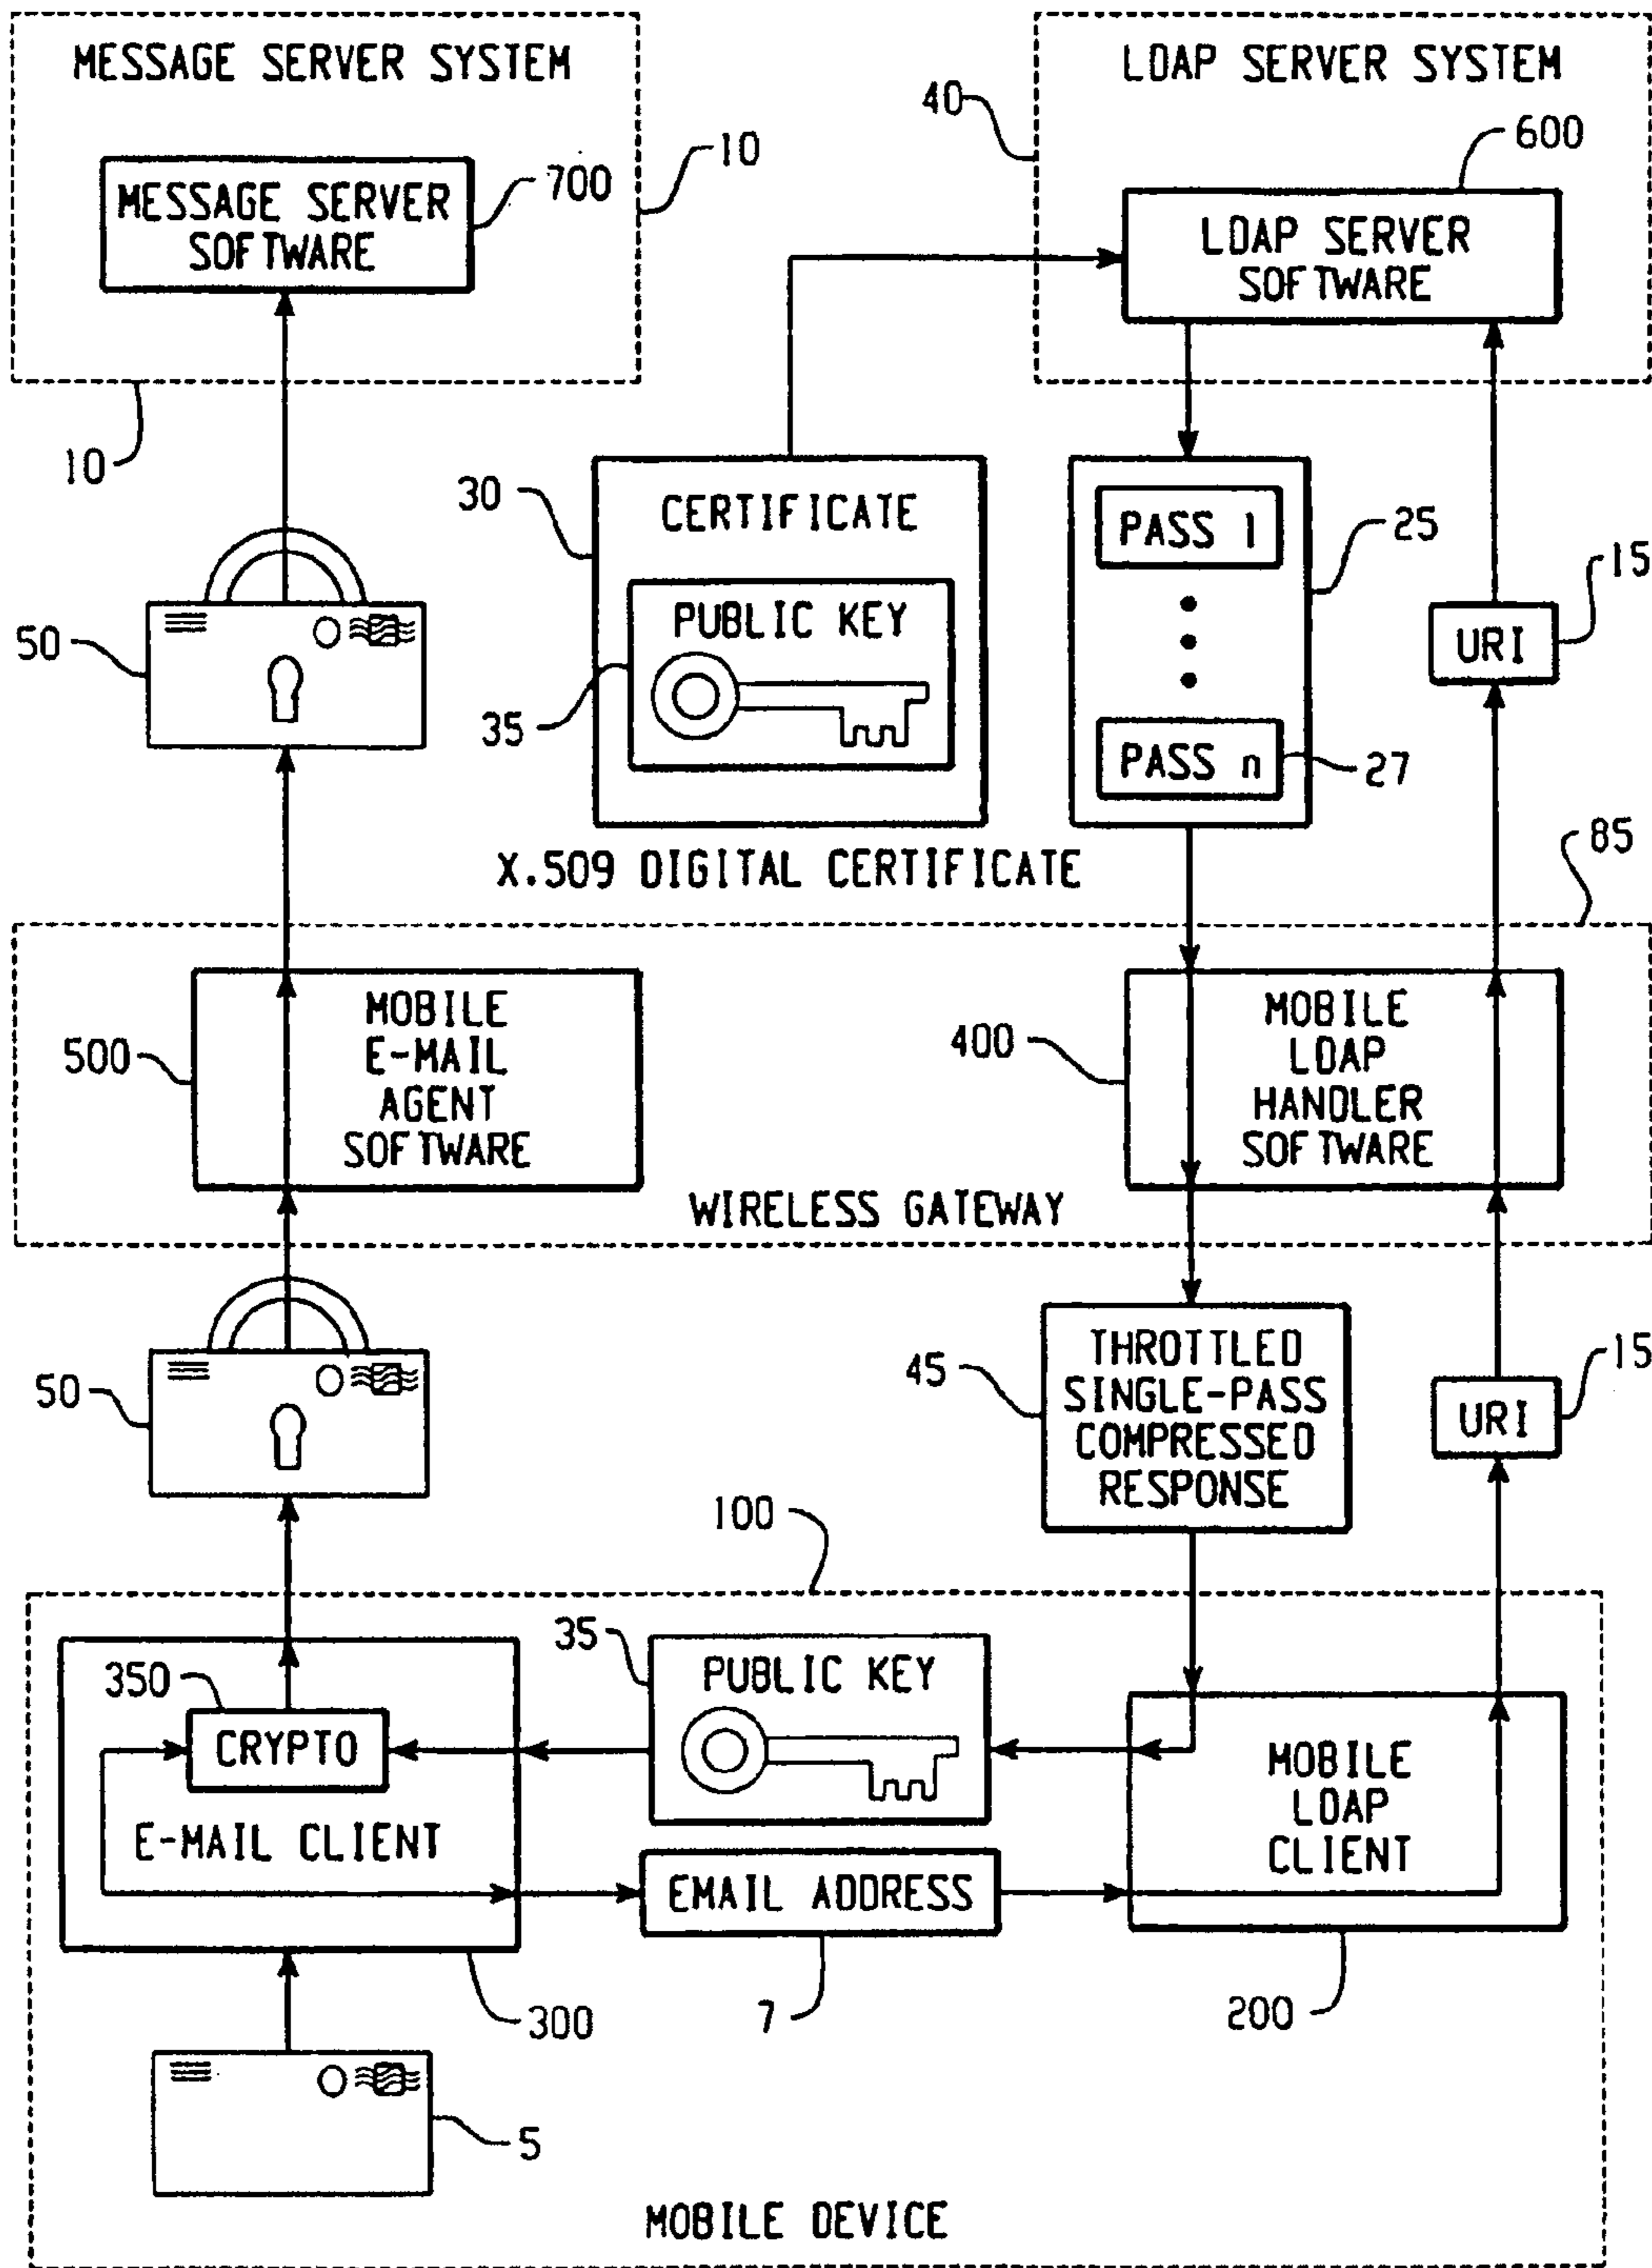 MESSAGE SERVER SYSTEM
LDAP SERVER SYSTEM
40
10
600
MESSAGE SERVER
SOFTWARE
700
LDAP SERVER
SOFTWARE
10
30
CERTIFICATE
PUBLIC KEY
35
PASS 1
PASS n
25
27
15
URI
50
X.509 DIGITAL CERTIFICATE
85
500
MOBILE
E-MAIL
AGENT
SOFTWARE
400
MOBILE
LDAP
HANDLER
SOFTWARE
WIRELESS GATEWAY
50
45
THROTTLED
SINGLE-PASS
COMPRESSED
RESPONSE
15
URI
100
350
CRYPTO
E-MAIL CLIENT
35
PUBLIC KEY
MOBILE
LDAP
CLIENT
EMAIL ADDRESS
300
7
200
5
MOBILE DEVICE